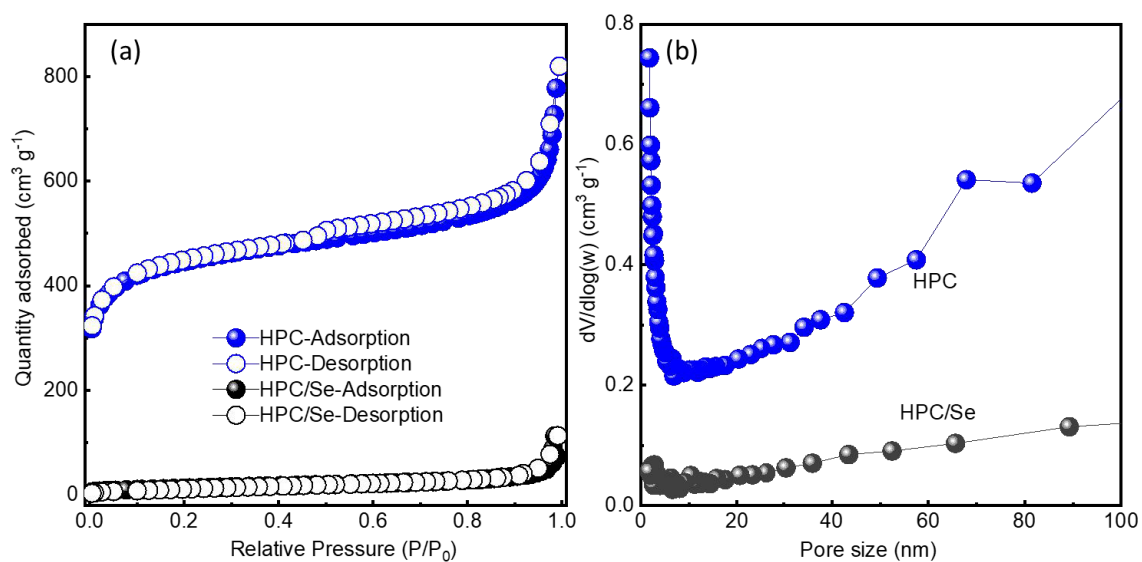 (a)
Quantity adsorbed (cm³ g⁻¹)
800
600
400
200
0
HPC-Adsorption
HPC-Desorption
HPC/Se-Adsorption
HPC/Se-Desorption
0.0 0.2 0.4 0.6 0.8 1.0
Relative Pressure (P/P₀)
(b)
dV/dlog(w) (cm³ g⁻¹)
0.8
0.6
0.4
0.2
0.0
HPC
HPC/Se
0 20 40 60 80 100
Pore size (nm)